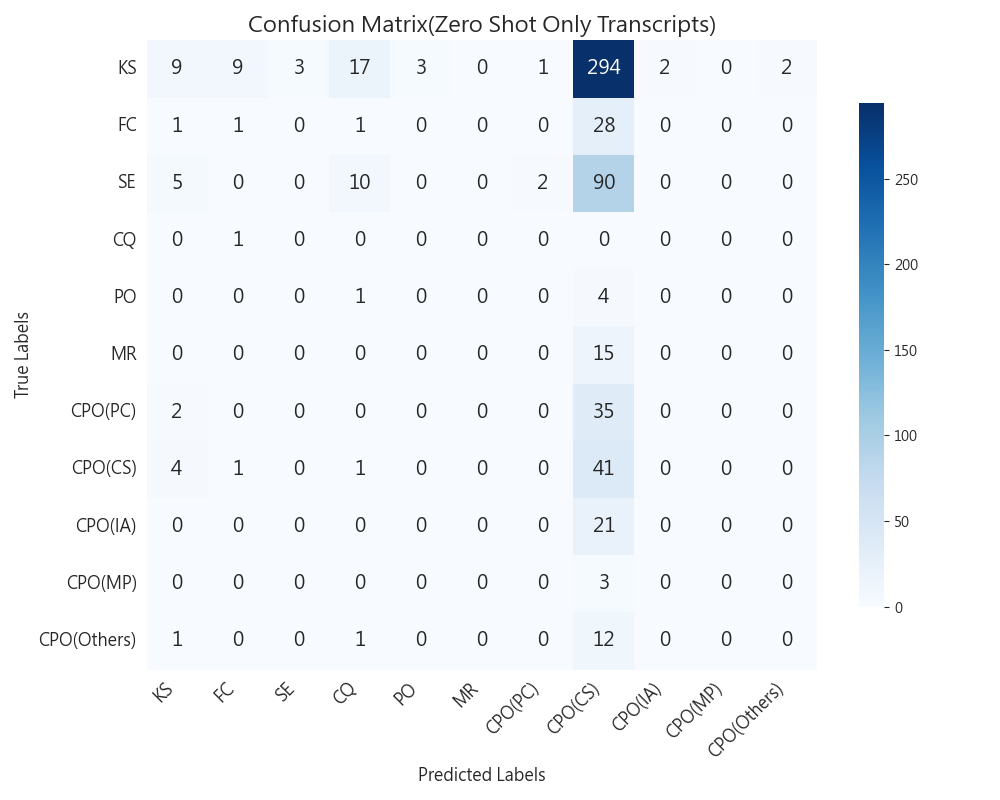 Confusion Matrix(Zero Shot Only Transcripts)
KS 9 9 3 17 3 0 1 294 2 0 2
FC 1 1 0 1 0 0 0 28 0 0 0
SE 5 0 0 10 0 0 2 90 0 0 0
CQ 0 1 0 0 0 0 0 0 0 0 0
PO 0 0 0 1 0 0 0 4 0 0 0
MR 0 0 0 0 0 0 0 15 0 0 0
CPO(PC) 2 0 0 0 0 0 0 35 0 0 0
CPO(CS) 4 1 0 1 0 0 0 41 0 0 0
CPO(IA) 0 0 0 0 0 0 0 21 0 0 0
CPO(MP) 0 0 0 0 0 0 0 3 0 0 0
CPO(Others) 1 0 0 1 0 0 0 12 0 0 0
KS FC SE CQ PO MR CPO(PC) CPO(CS) CPO(IA) CPO(MP) CPO(Others)
Predicted Labels
True Labels
250
200
150
100
50
0